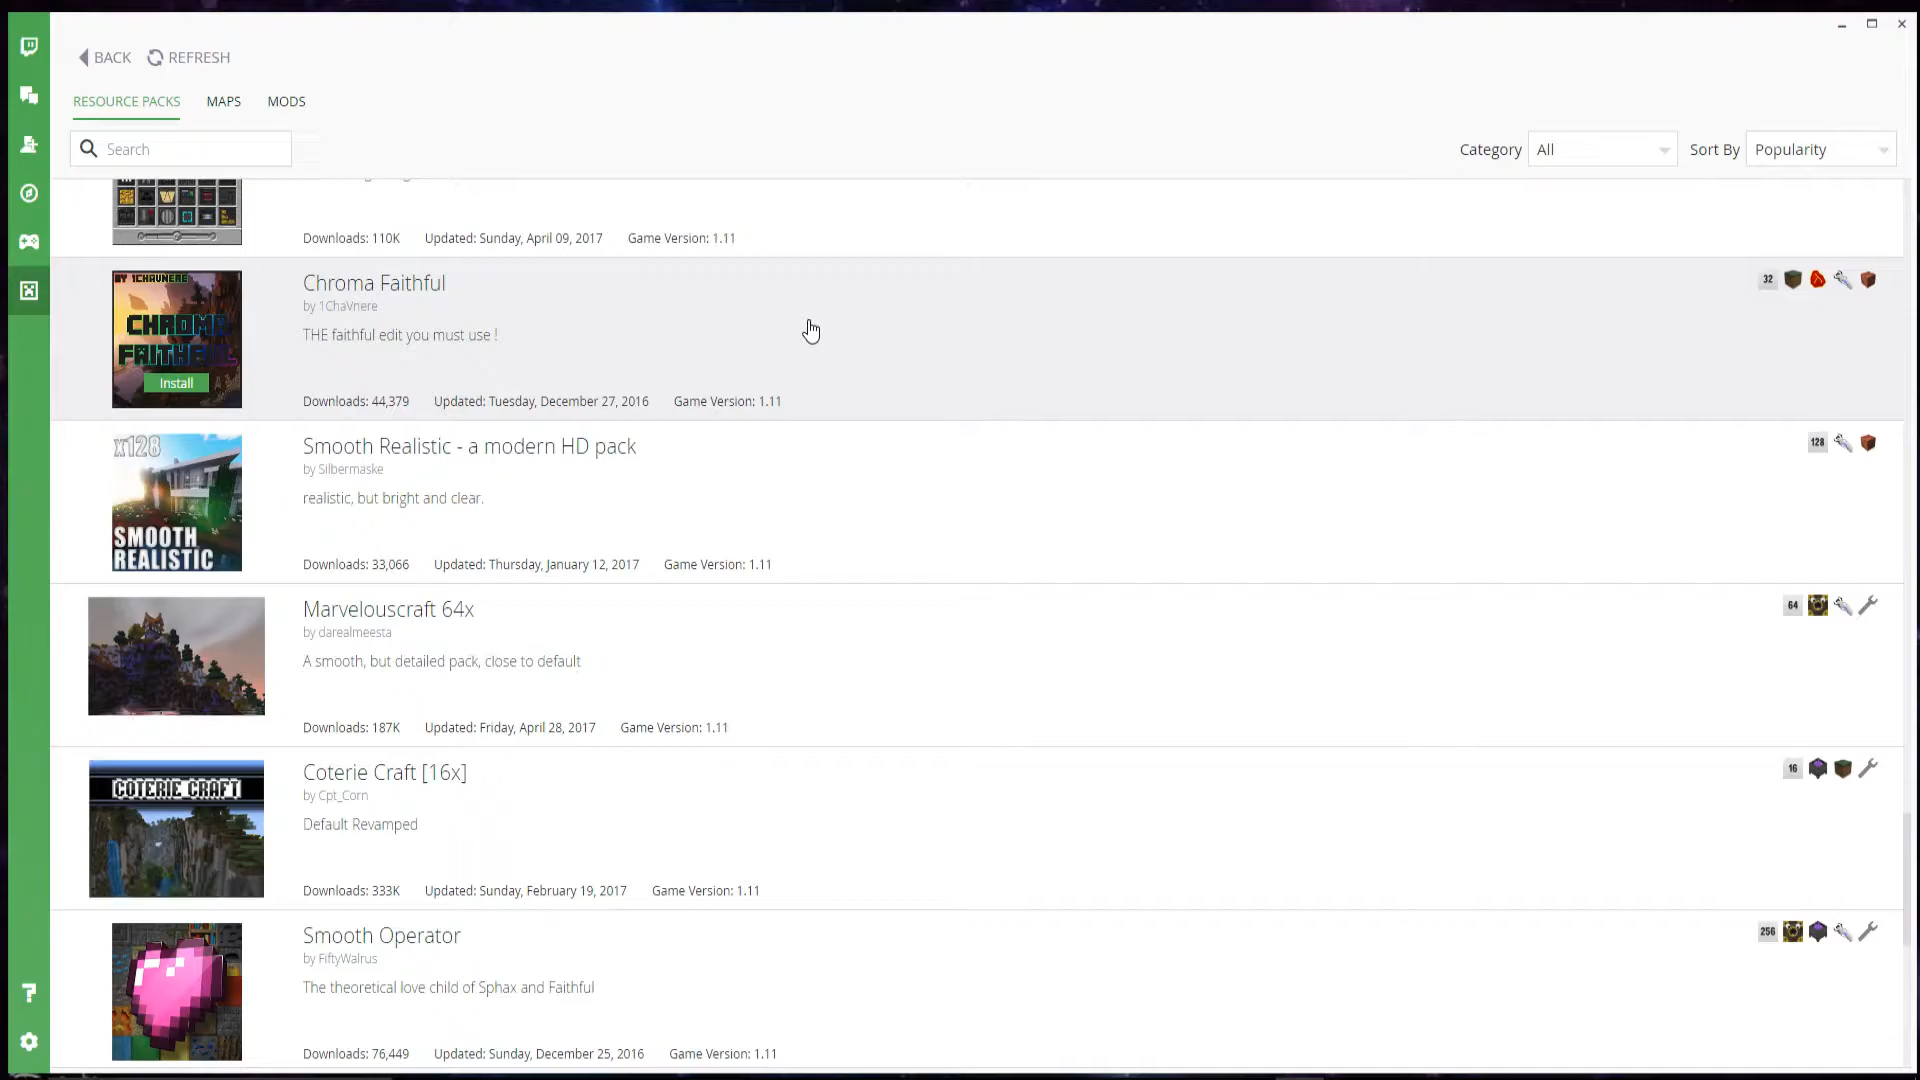 BACK REFRESH
RESOURCE PACKS MAPS MODS
Search
Category All Sort By Popularity
Downloads: 110K Updated: Sunday, April 09, 2017 Game Version: 1.11
BY 1CHAVNERE
CHROMA
FAITHFUL
Install
Chroma Faithful
by 1ChaVnere
THE faithful edit you must use !
Downloads: 44,379 Updated: Tuesday, December 27, 2016 Game Version: 1.11
32
x128
SMOOTH
REALISTIC
Smooth Realistic - a modern HD pack
by Silbermaske
realistic, but bright and clear.
Downloads: 33,066 Updated: Thursday, January 12, 2017 Game Version: 1.11
128
Marvelouscraft 64x
by darealmeesta
A smooth, but detailed pack, close to default
Downloads: 187K Updated: Friday, April 28, 2017 Game Version: 1.11
64
COTERIE CRAFT
Coterie Craft [16x]
by Cpt_Corn
Default Revamped
Downloads: 333K Updated: Sunday, February 19, 2017 Game Version: 1.11
16
Smooth Operator
by FiftyWalrus
The theoretical love child of Sphax and Faithful
Downloads: 76,449 Updated: Sunday, December 25, 2016 Game Version: 1.11
256